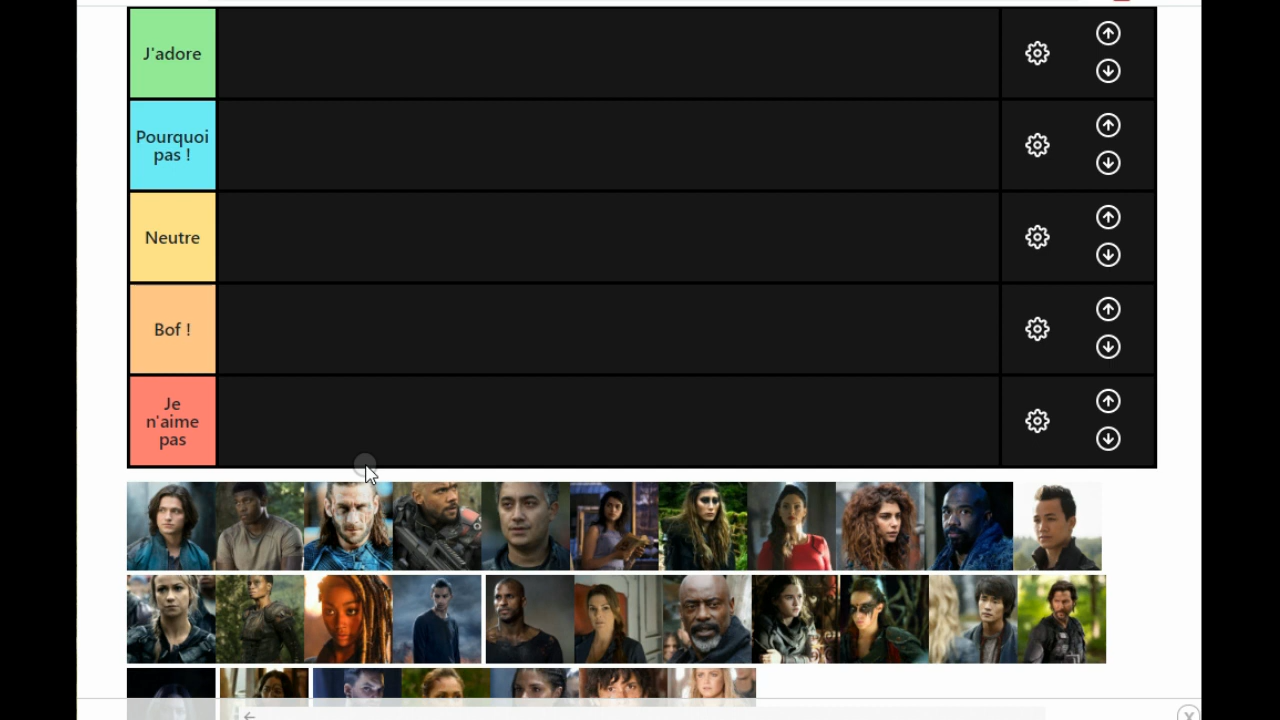 J'adore
Pourquoi
pas !
Neutre
Bof !
Je
n'aime
pas